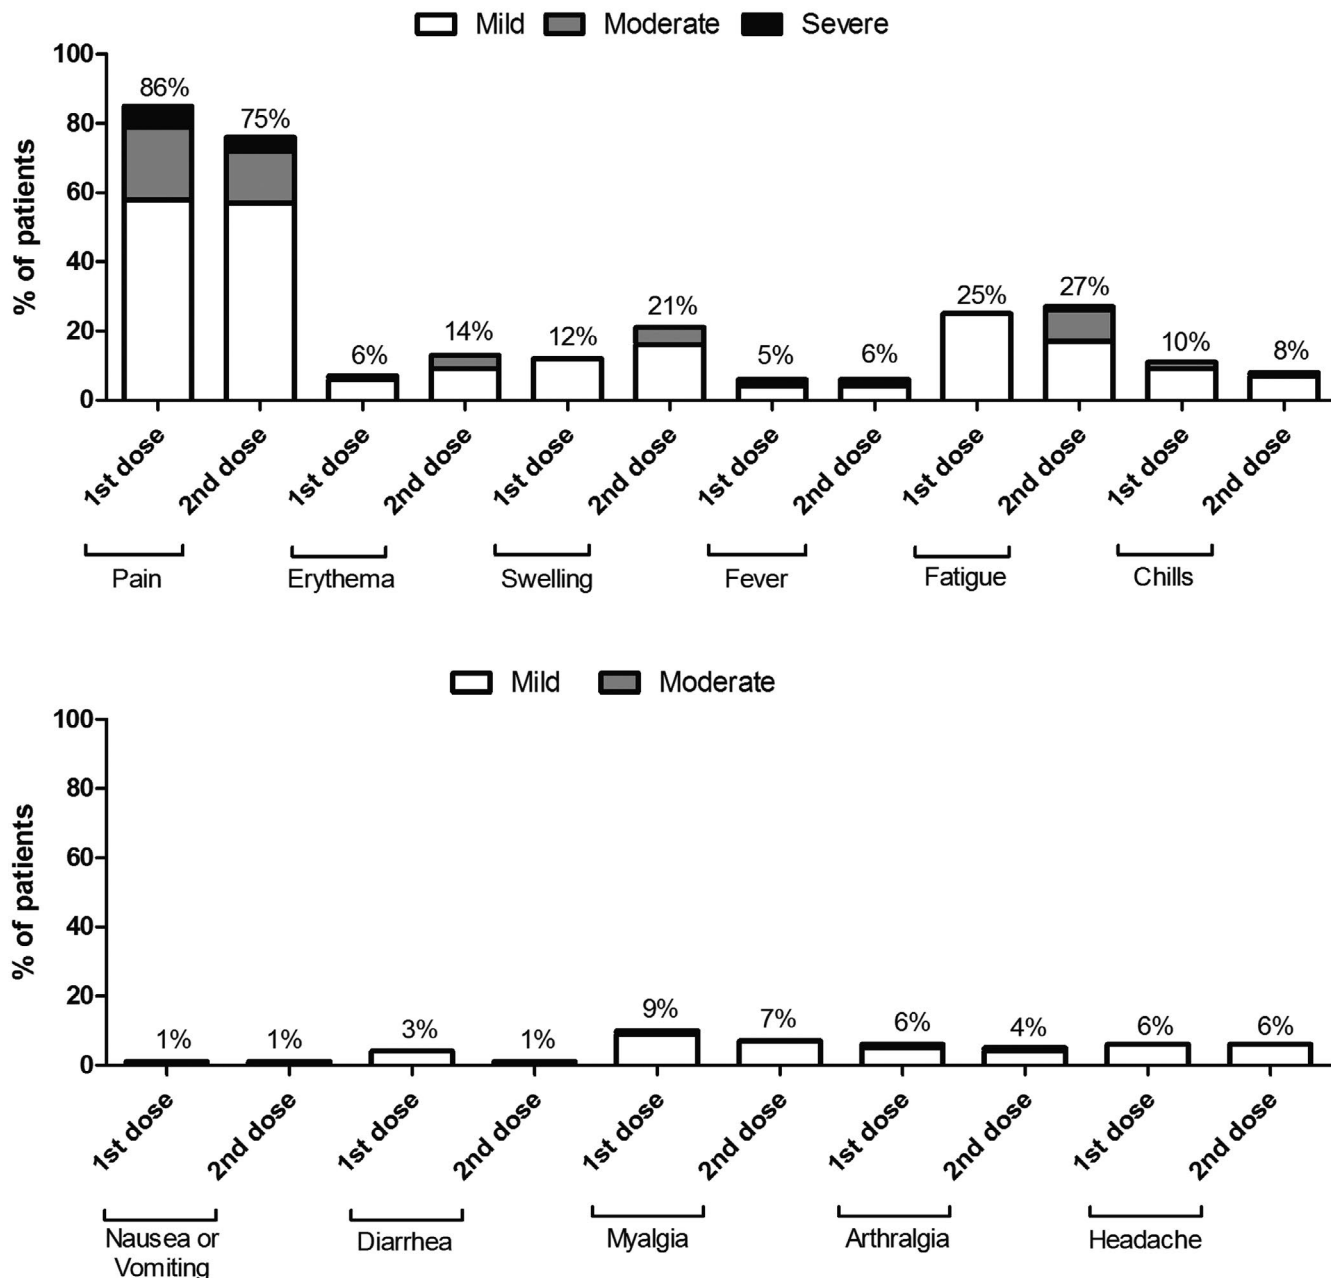 Mild Moderate Severe
% of patients
100
80
60
40
20
0
86%
75%
6%
14%
12%
21%
5%
6%
25%
27%
10%
8%
1st dose
2nd dose
1st dose
2nd dose
1st dose
2nd dose
1st dose
2nd dose
1st dose
2nd dose
1st dose
2nd dose
Pain
Erythema
Swelling
Fever
Fatigue
Chills
Mild Moderate
% of patients
100
80
60
40
20
0
1%
1%
3%
1%
9%
7%
6%
4%
6%
6%
1st dose
2nd dose
1st dose
2nd dose
1st dose
2nd dose
1st dose
2nd dose
1st dose
2nd dose
Nausea or
Vomiting
Diarrhea
Myalgia
Arthralgia
Headache